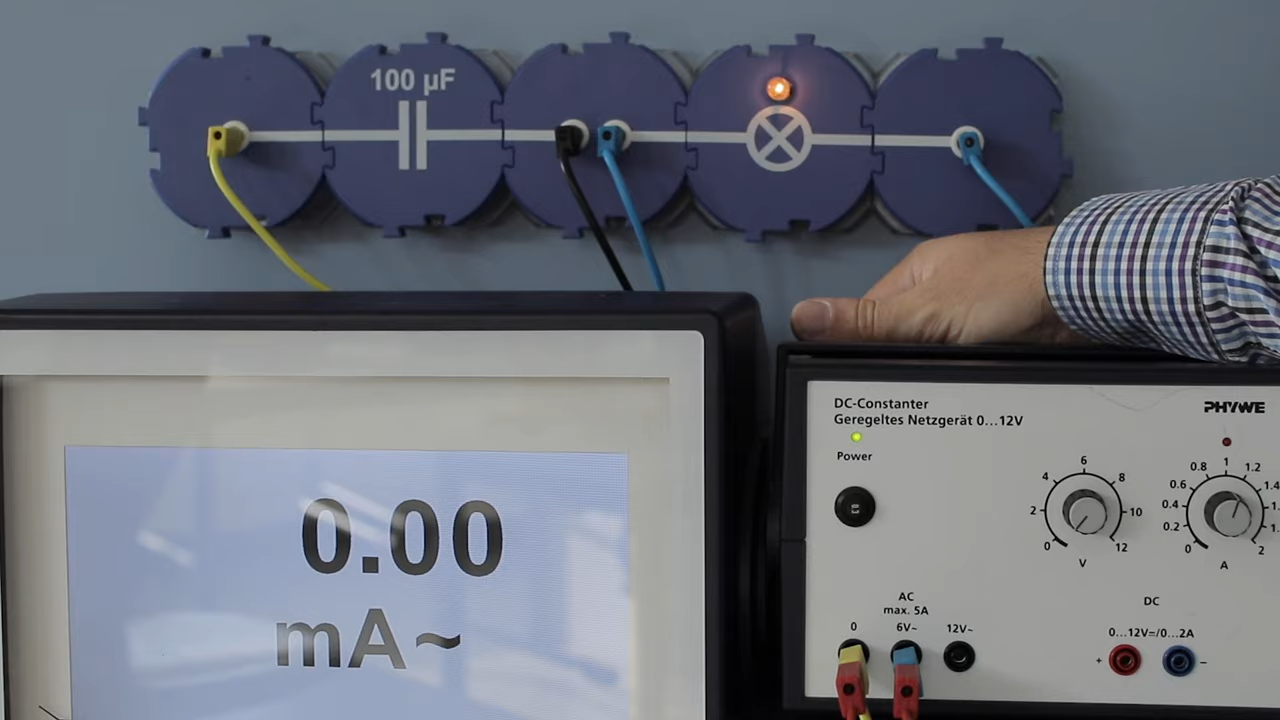 100 µF
0.00
mA~
DC-Constanter
Geregeltes Netzgerät 0...12V
PHYWE
Power
0 2 4 6 8 10 12
V
0 0.2 0.4 0.6 0.8 1 1.2 1.4 2
A
AC
max. 5A
0 6V~ 12V~
DC
0...12V=/0...2A
+ −